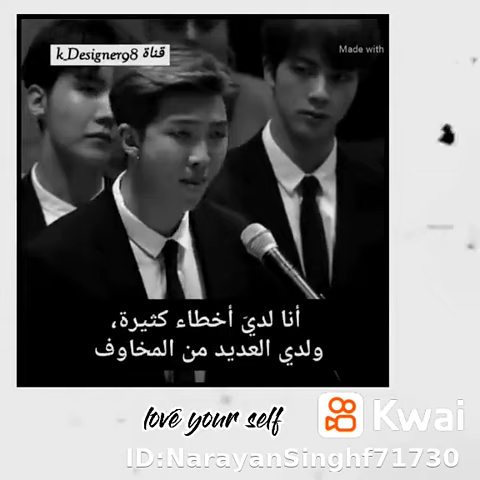 k_Designer98 قناة
Made with
أنا لديّ أخطاء كثيرة،
ولدي العديد من المخاوف
love your self
Kwai
ID:NarayanSinghf71730